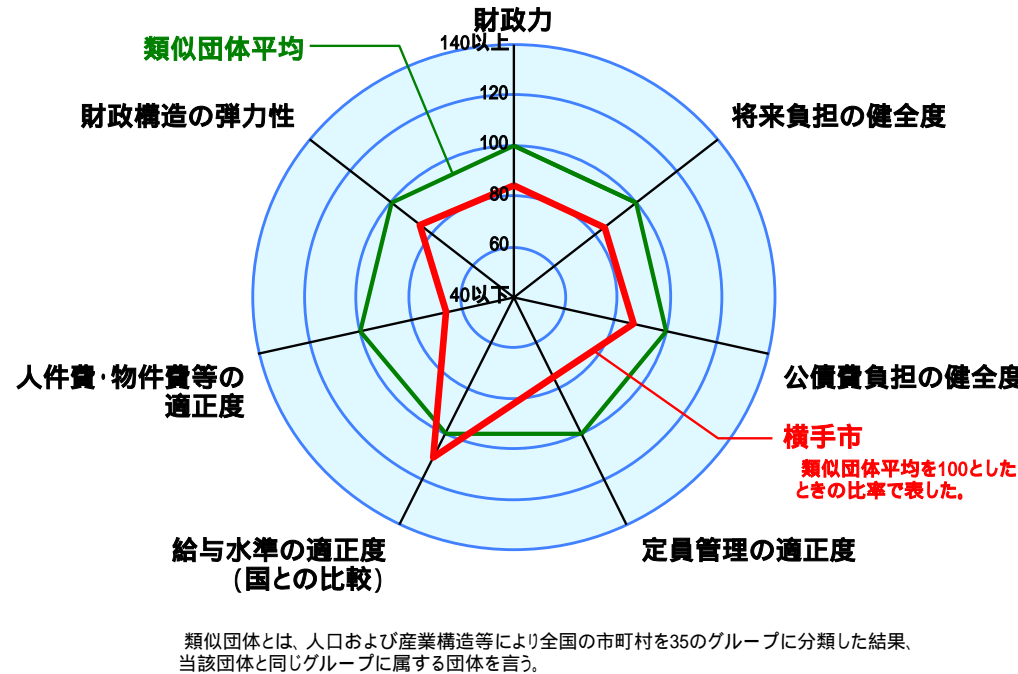 財政力
140以上
類似団体平均
120
財政構造の弾力性
将来負担の健全度
100
80
60
40以下
人件費・物件費等の
適正度
公債費負担の健全度
横手市
類似団体平均を100とした
ときの比率で表した。
給与水準の適正度
(国との比較)
定員管理の適正度
類似団体とは、人口および産業構造等により全国の市町村を35のグループに分類した結果、
当該団体と同じグループに属する団体を言う。